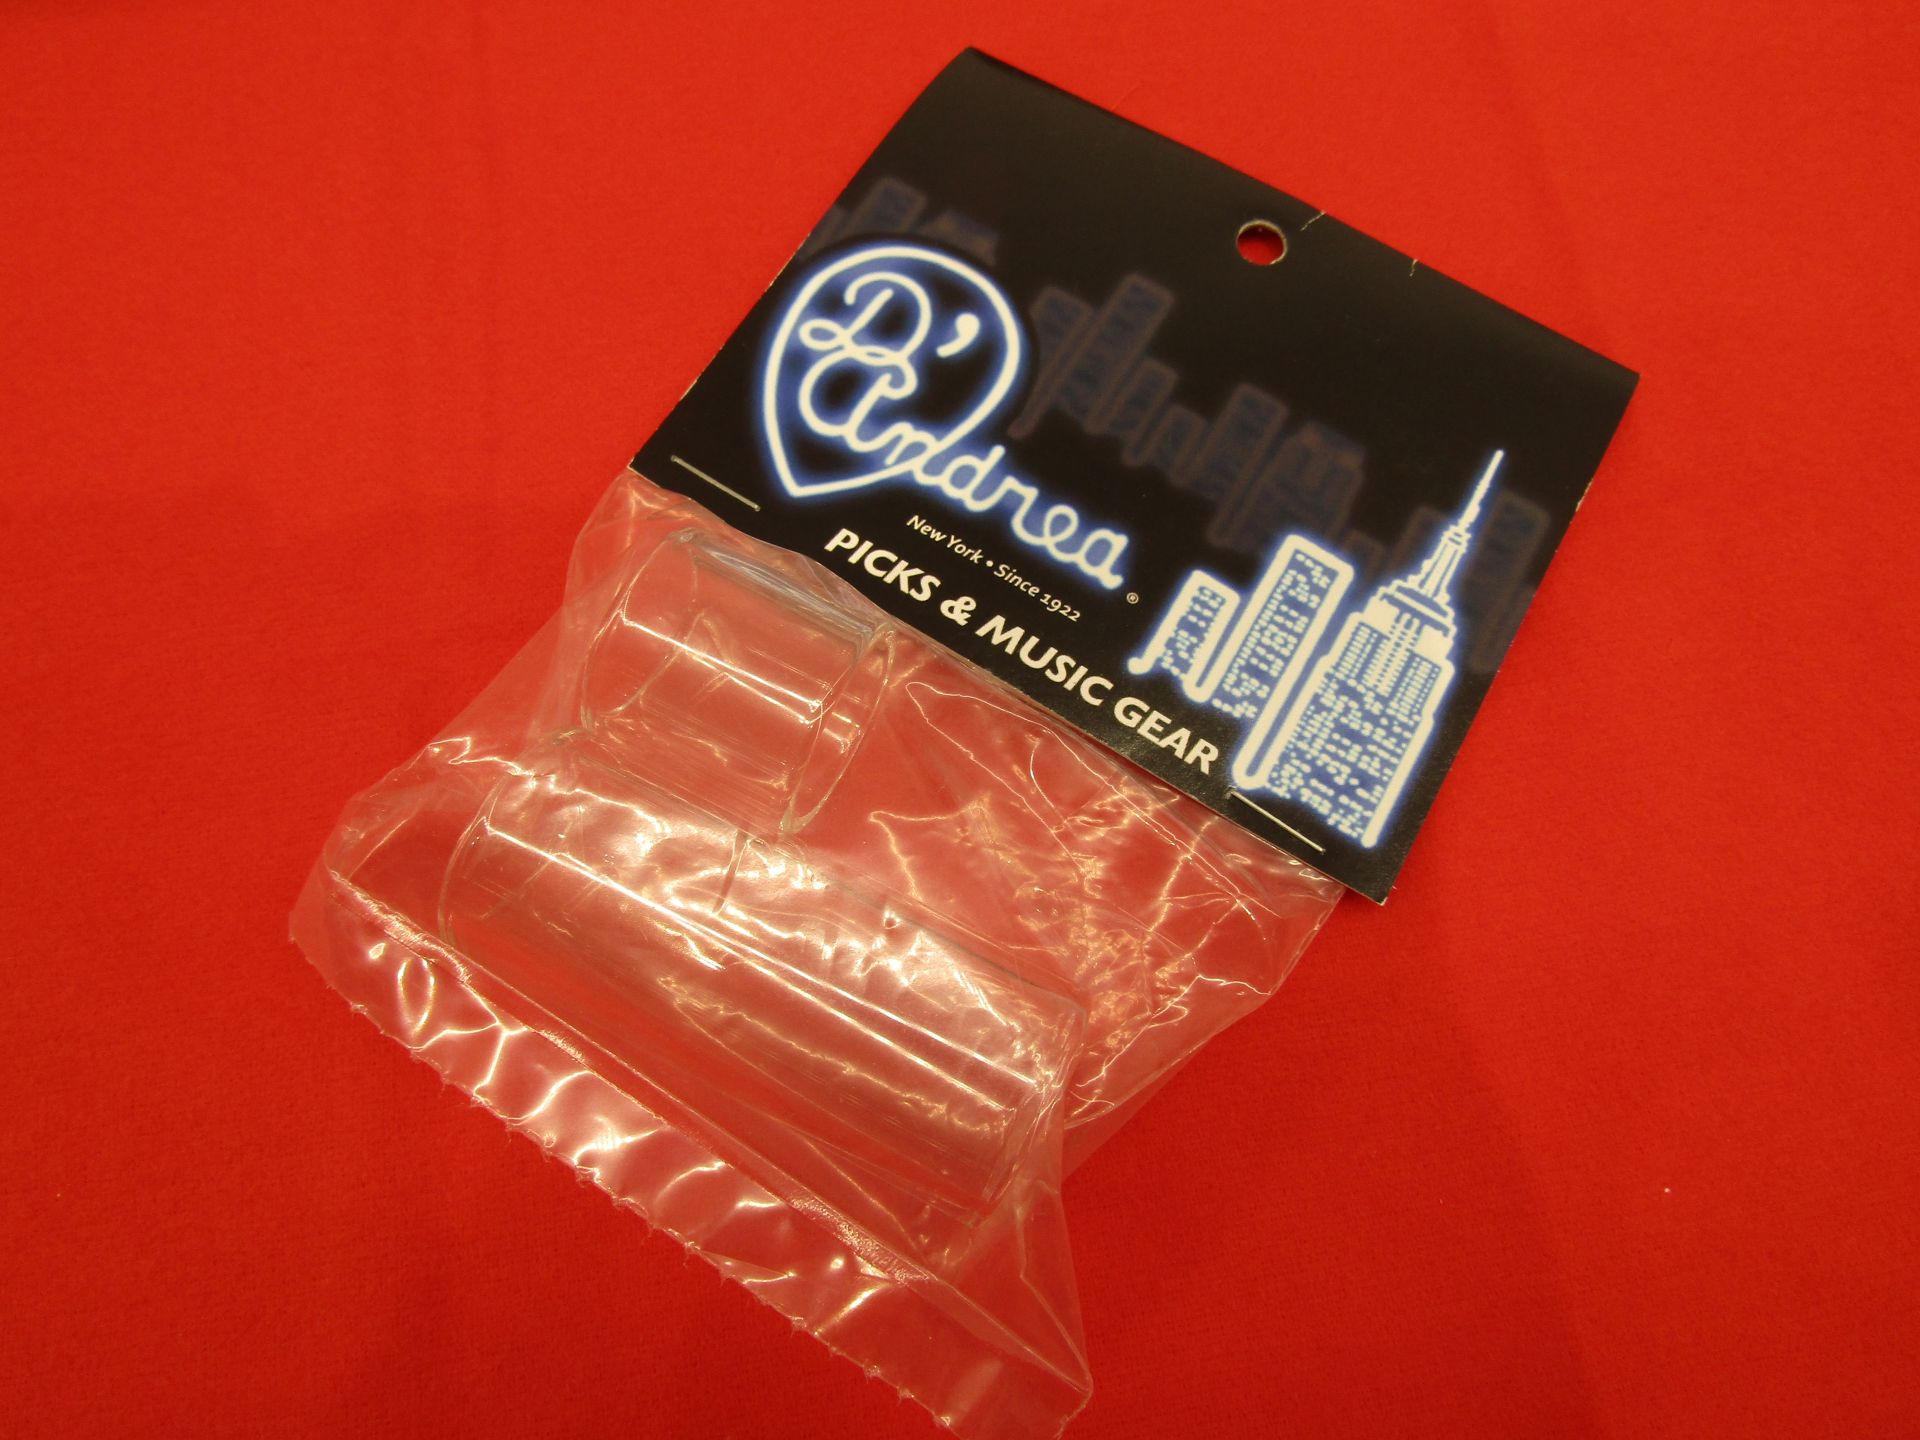 D'Andrea ®
New York • Since 1922
PICKS & MUSIC GEAR